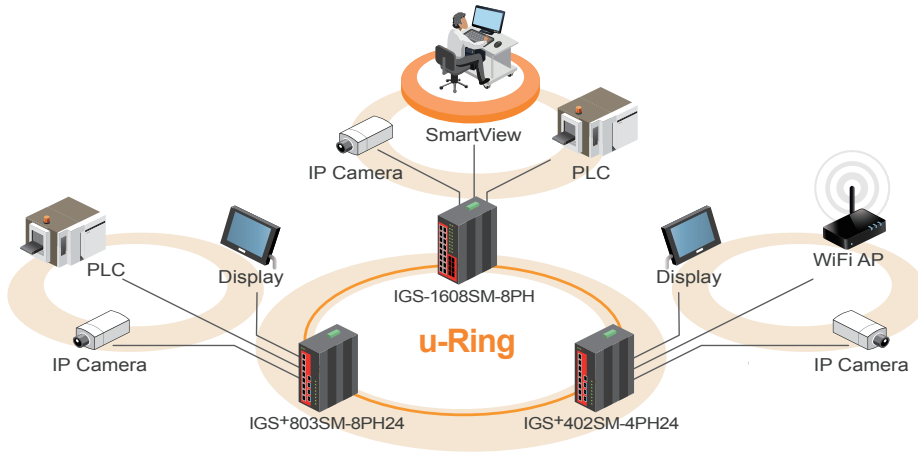 SmartView
IP Camera
PLC
PLC
Display
IGS-1608SM-8PH
Display
WiFi AP
u-Ring
IP Camera
IP Camera
IGS+803SM-8PH24
IGS+402SM-4PH24